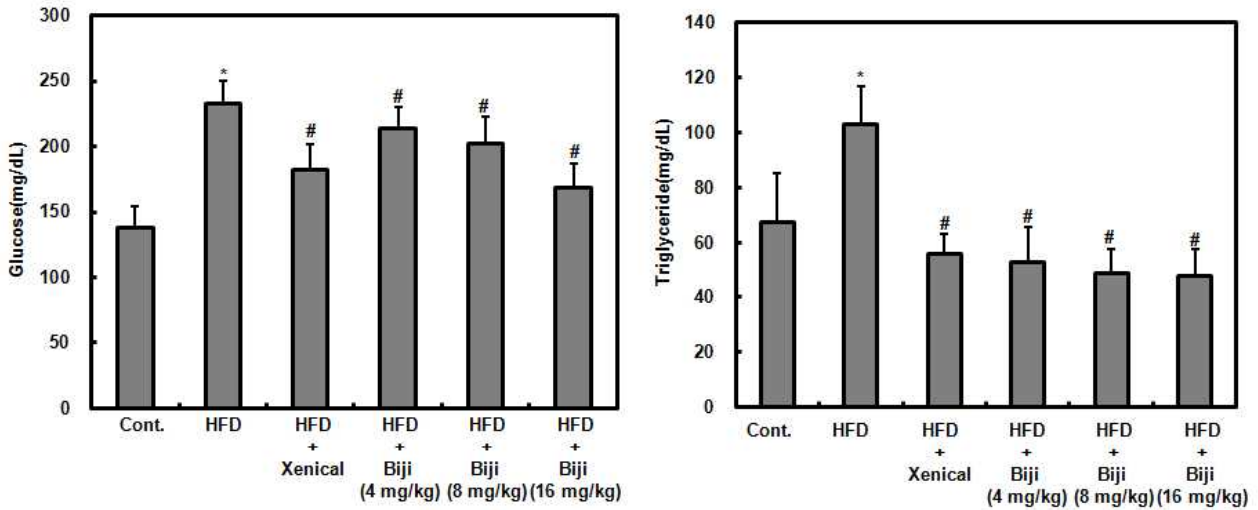 300
250
200
150
100
50
0
Glucose(mg/dL)
*
#
#
#
#
Cont.
HFD
HFD
+
Xenical
HFD
+
Biji
(4 mg/kg)
HFD
+
Biji
(8 mg/kg)
HFD
+
Biji
(16 mg/kg)
140
120
100
80
60
40
20
0
Triglyceride(mg/dL)
*
#
#
#
#
Cont.
HFD
HFD
+
Xenical
HFD
+
Biji
(4 mg/kg)
HFD
+
Biji
(8 mg/kg)
HFD
+
Biji
(16 mg/kg)